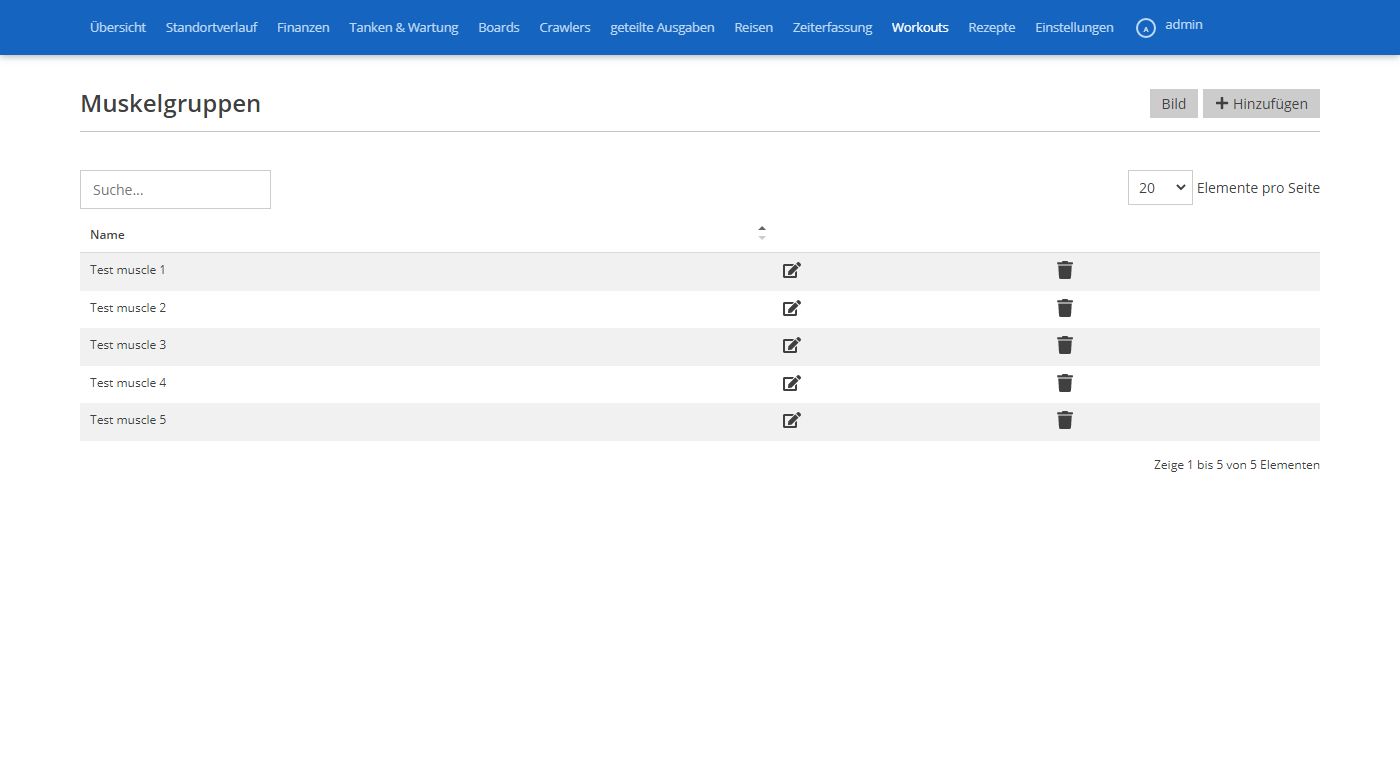 Übersicht Standortverlauf Finanzen Tanken & Wartung Boards Crawlers geteilte Ausgaben Reisen Zeiterfassung Workouts Rezepte Einstellungen A admin
Muskelgruppen Bild Hinzufügen
Suche... 20 Elemente pro Seite
Name
Test muscle 1
Test muscle 2
Test muscle 3
Test muscle 4
Test muscle 5
Zeige 1 bis 5 von 5 Elementen